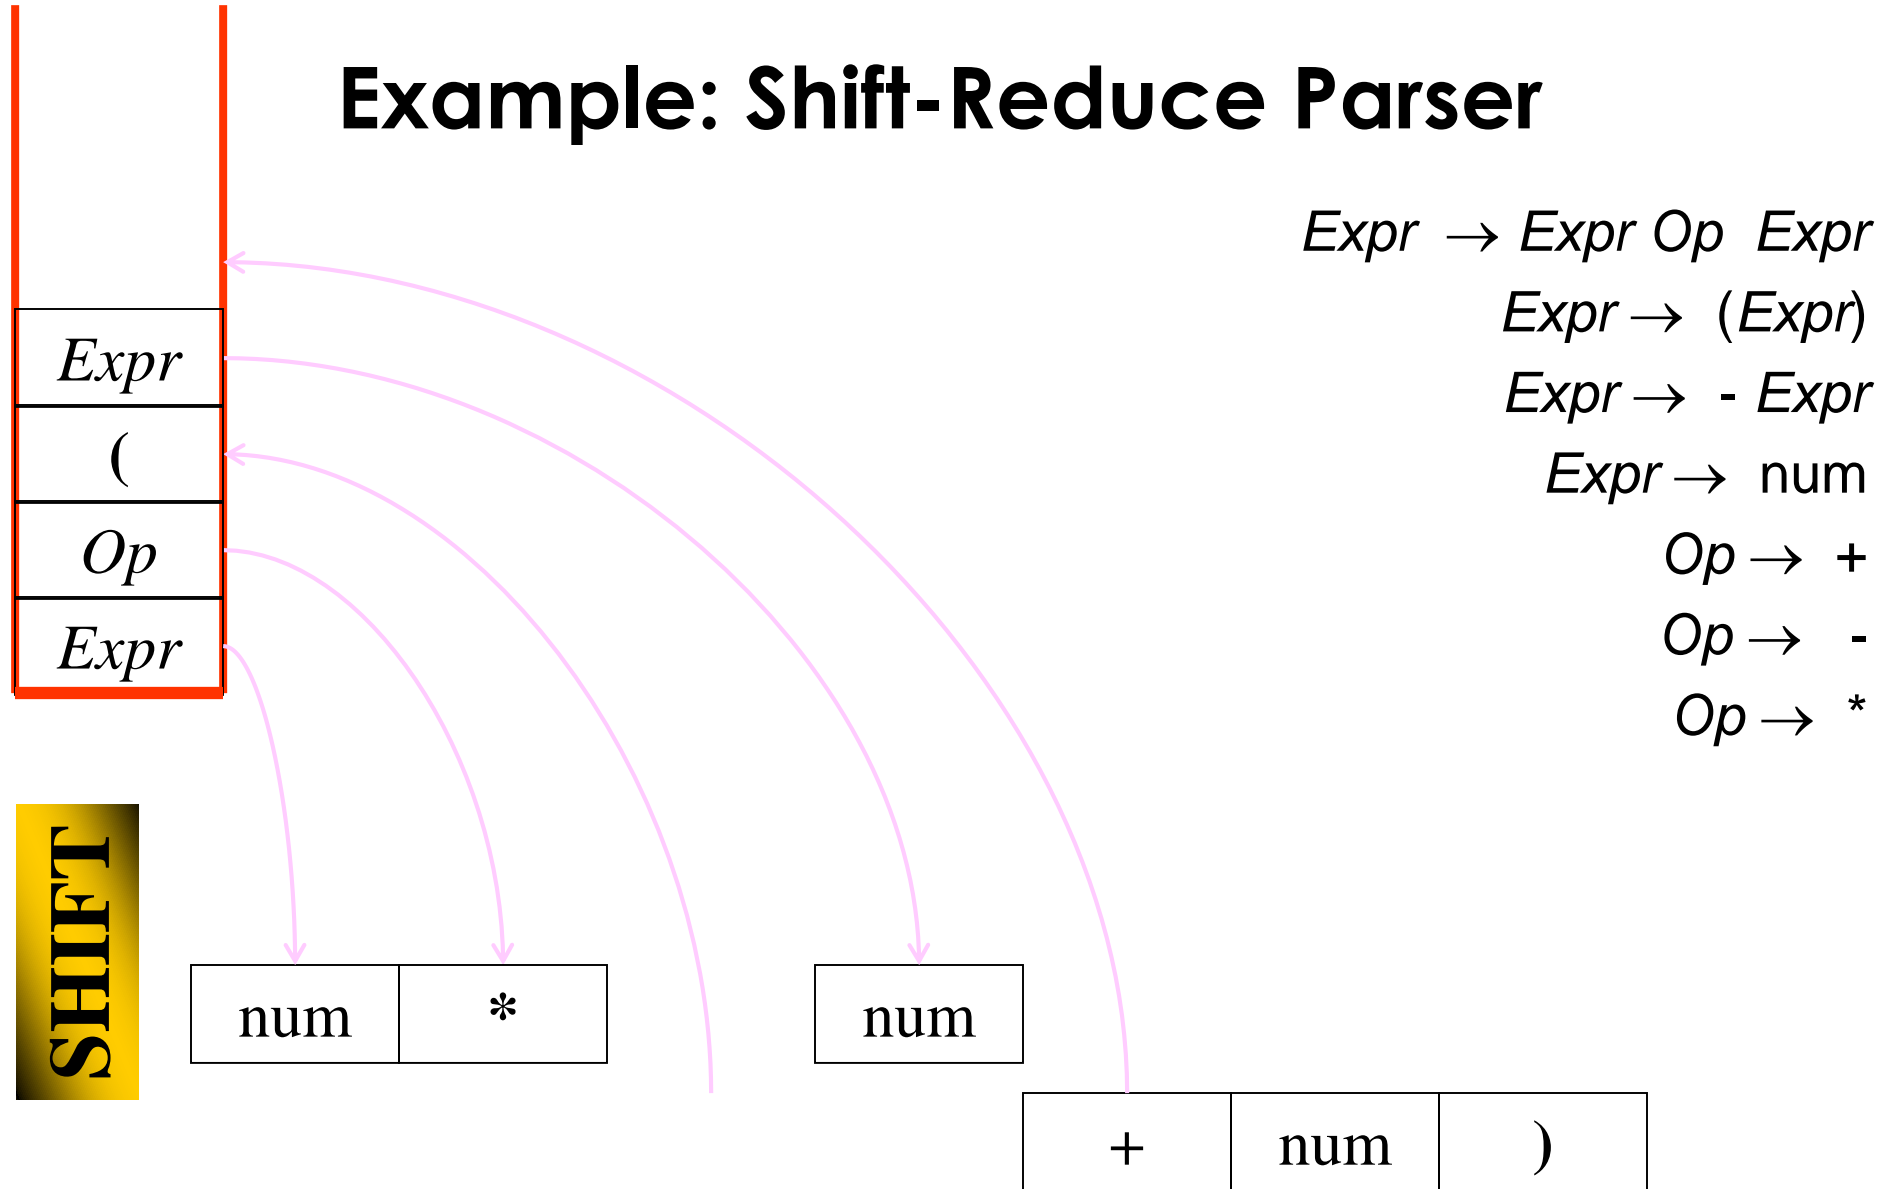 Example: Shift-Reduce Parser
Expr → Expr Op Expr
Expr → (Expr)
Expr → - Expr
Expr → num
Op → +
Op → -
Op → *
Expr
(
Op
Expr
SHIFT
num *
num
+ num )